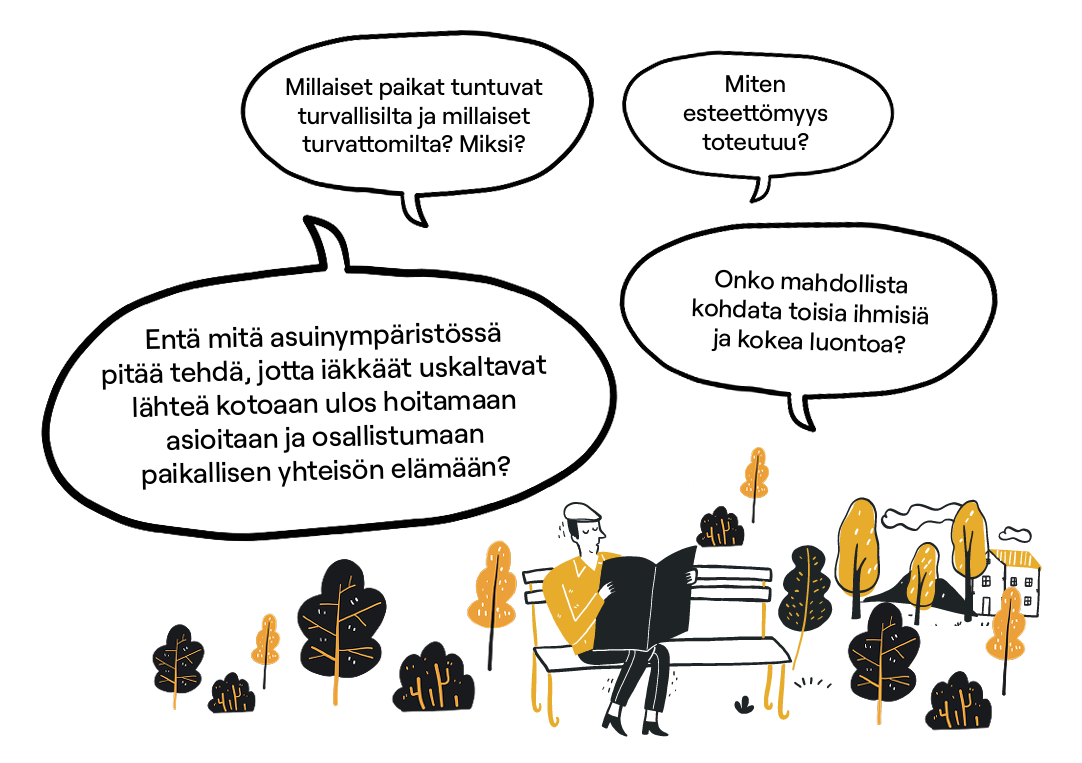 Millaiset paikat tuntuvat
turvallisilta ja millaiset
turvattomilta? Miksi?
Miten
esteettömyys
toteutuu?
Onko mahdollista
kohdata toisia ihmisiä
ja kokea luontoa?
Entä mitä asuinympäristössä
pitää tehdä, jotta iäkkäät uskaltavat
lähteä kotoaan ulos hoitamaan
asioitaan ja osallistumaan
paikallisen yhteisön elämään?